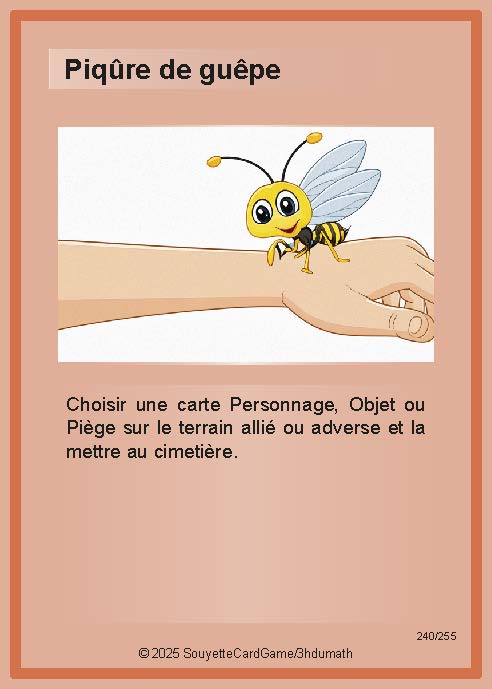 Piqûre de guêpe
Choisir une carte Personnage, Objet ou
Piège sur le terrain allié ou adverse et la
mettre au cimetière.
240/255
© 2025 SouyetteCardGame/3hdumath